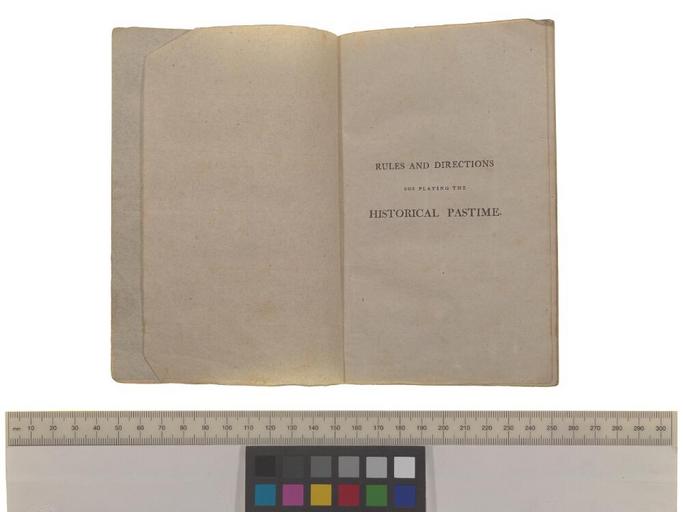 RULES AND DIRECTIONS
FOR PLAYING THE
HISTORICAL PASTIME.
mm 10 20 30 40 50 60 70 80 90 100 110 120 130 140 150 160 170 180 190 200 210 220 230 240 250 260 270 280 290 300